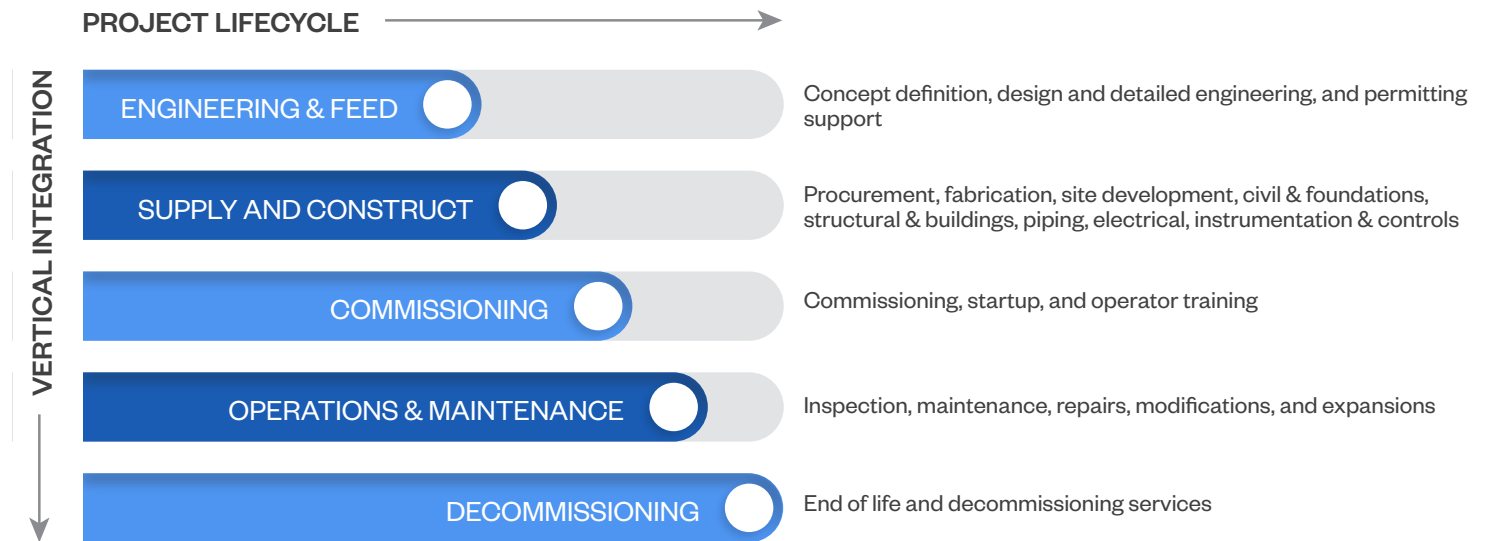 PROJECT LIFECYCLE
VERTICAL INTEGRATION
ENGINEERING & FEED
Concept definition, design and detailed engineering, and permitting
support
SUPPLY AND CONSTRUCT
Procurement, fabrication, site development, civil & foundations,
structural & buildings, piping, electrical, instrumentation & controls
COMMISSIONING
Commissioning, startup, and operator training
OPERATIONS & MAINTENANCE
Inspection, maintenance, repairs, modifications, and expansions
DECOMMISSIONING
End of life and decommissioning services